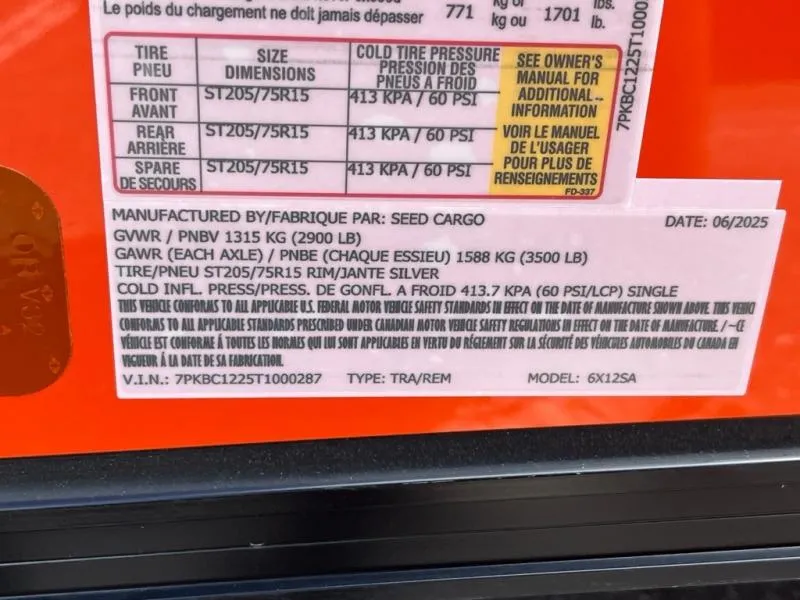 Le poids du chargement ne doit jamais dépasser 771 kg ou 1701 lb.
kg or lbs.
TIRE PNEU
SIZE DIMENSIONS
COLD TIRE PRESSURE PRESSION DES PNEUS A FROID
SEE OWNER'S MANUAL FOR ADDITIONAL INFORMATION
FRONT AVANT ST205/75R15 413 KPA / 60 PSI
REAR ARRIÈRE ST205/75R15 413 KPA / 60 PSI
SPARE DE SECOURS ST205/75R15 413 KPA / 60 PSI
VOIR LE MANUEL DE L'USAGER POUR PLUS DE RENSEIGNEMENTS
FD-337
7PKBC1225T1000
MANUFACTURED BY/FABRIQUE PAR: SEED CARGO DATE: 06/2025
GVWR / PNBV 1315 KG (2900 LB)
GAWR (EACH AXLE) / PNBE (CHAQUE ESSIEU) 1588 KG (3500 LB)
TIRE/PNEU ST205/75R15 RIM/JANTE SILVER
COLD INFL. PRESS/PRESS. DE GONFL. A FROID 413.7 KPA (60 PSI/LCP) SINGLE
THIS VEHICLE CONFORMS TO ALL APPLICABLE U.S. FEDERAL MOTOR VEHICLE SAFETY STANDARDS IN EFFECT ON THE DATE OF MANUFACTURE SHOWN ABOVE. THIS VEHICLE
CONFORMS TO ALL APPLICABLE STANDARDS PRESCRIBED UNDER CANADIAN MOTOR VEHICLE SAFETY REGULATIONS IN EFFECT ON THE DATE OF MANUFACTURE. / ~CE
VÉHICLE EST CONFORME À TOUTES LES NORMES QUI LUI SONT APPLICABLES EN VERTU DU RÉGLEMENT SUR LA SÉCURITÉ DES VÉHICLES AUTOMOBILES DU CANADA EN
VIGUEUR À LA DATE DE SA FABRICATION.
V.I.N.: 7PKBC1225T1000287 TYPE: TRA/REM MODEL: 6X12SA